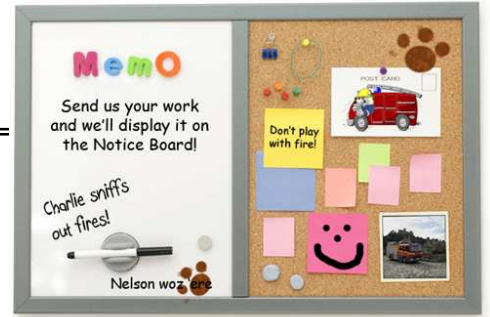 MemO
Send us your work
and we'll display it on
the Notice Board!
Charlie sniffs
out fires!
Nelson woz 'ere
POST CARD
Don't play
with fire!